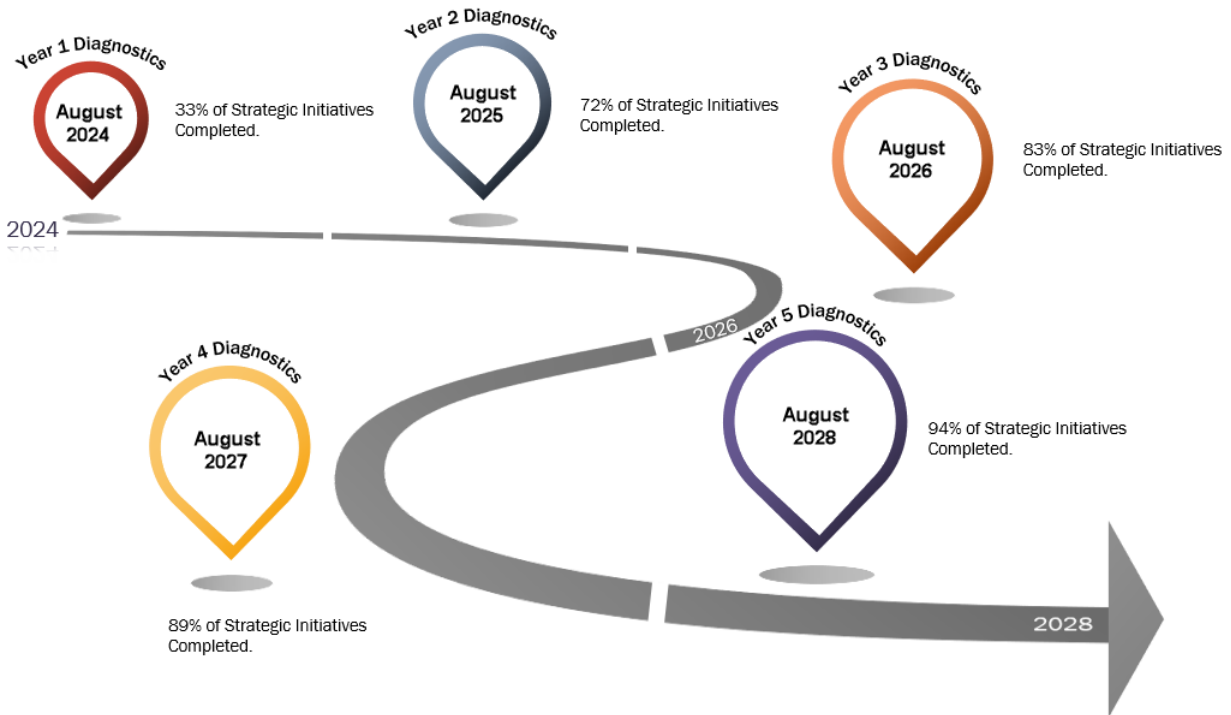 Year 1 Diagnostics
August
2024
33% of Strategic Initiatives
Completed.
Year 2 Diagnostics
August
2025
72% of Strategic Initiatives
Completed.
Year 3 Diagnostics
August
2026
83% of Strategic Initiatives
Completed.
2024
2026
Year 4 Diagnostics
August
2027
89% of Strategic Initiatives
Completed.
Year 5 Diagnostics
August
2028
94% of Strategic Initiatives
Completed.
2028